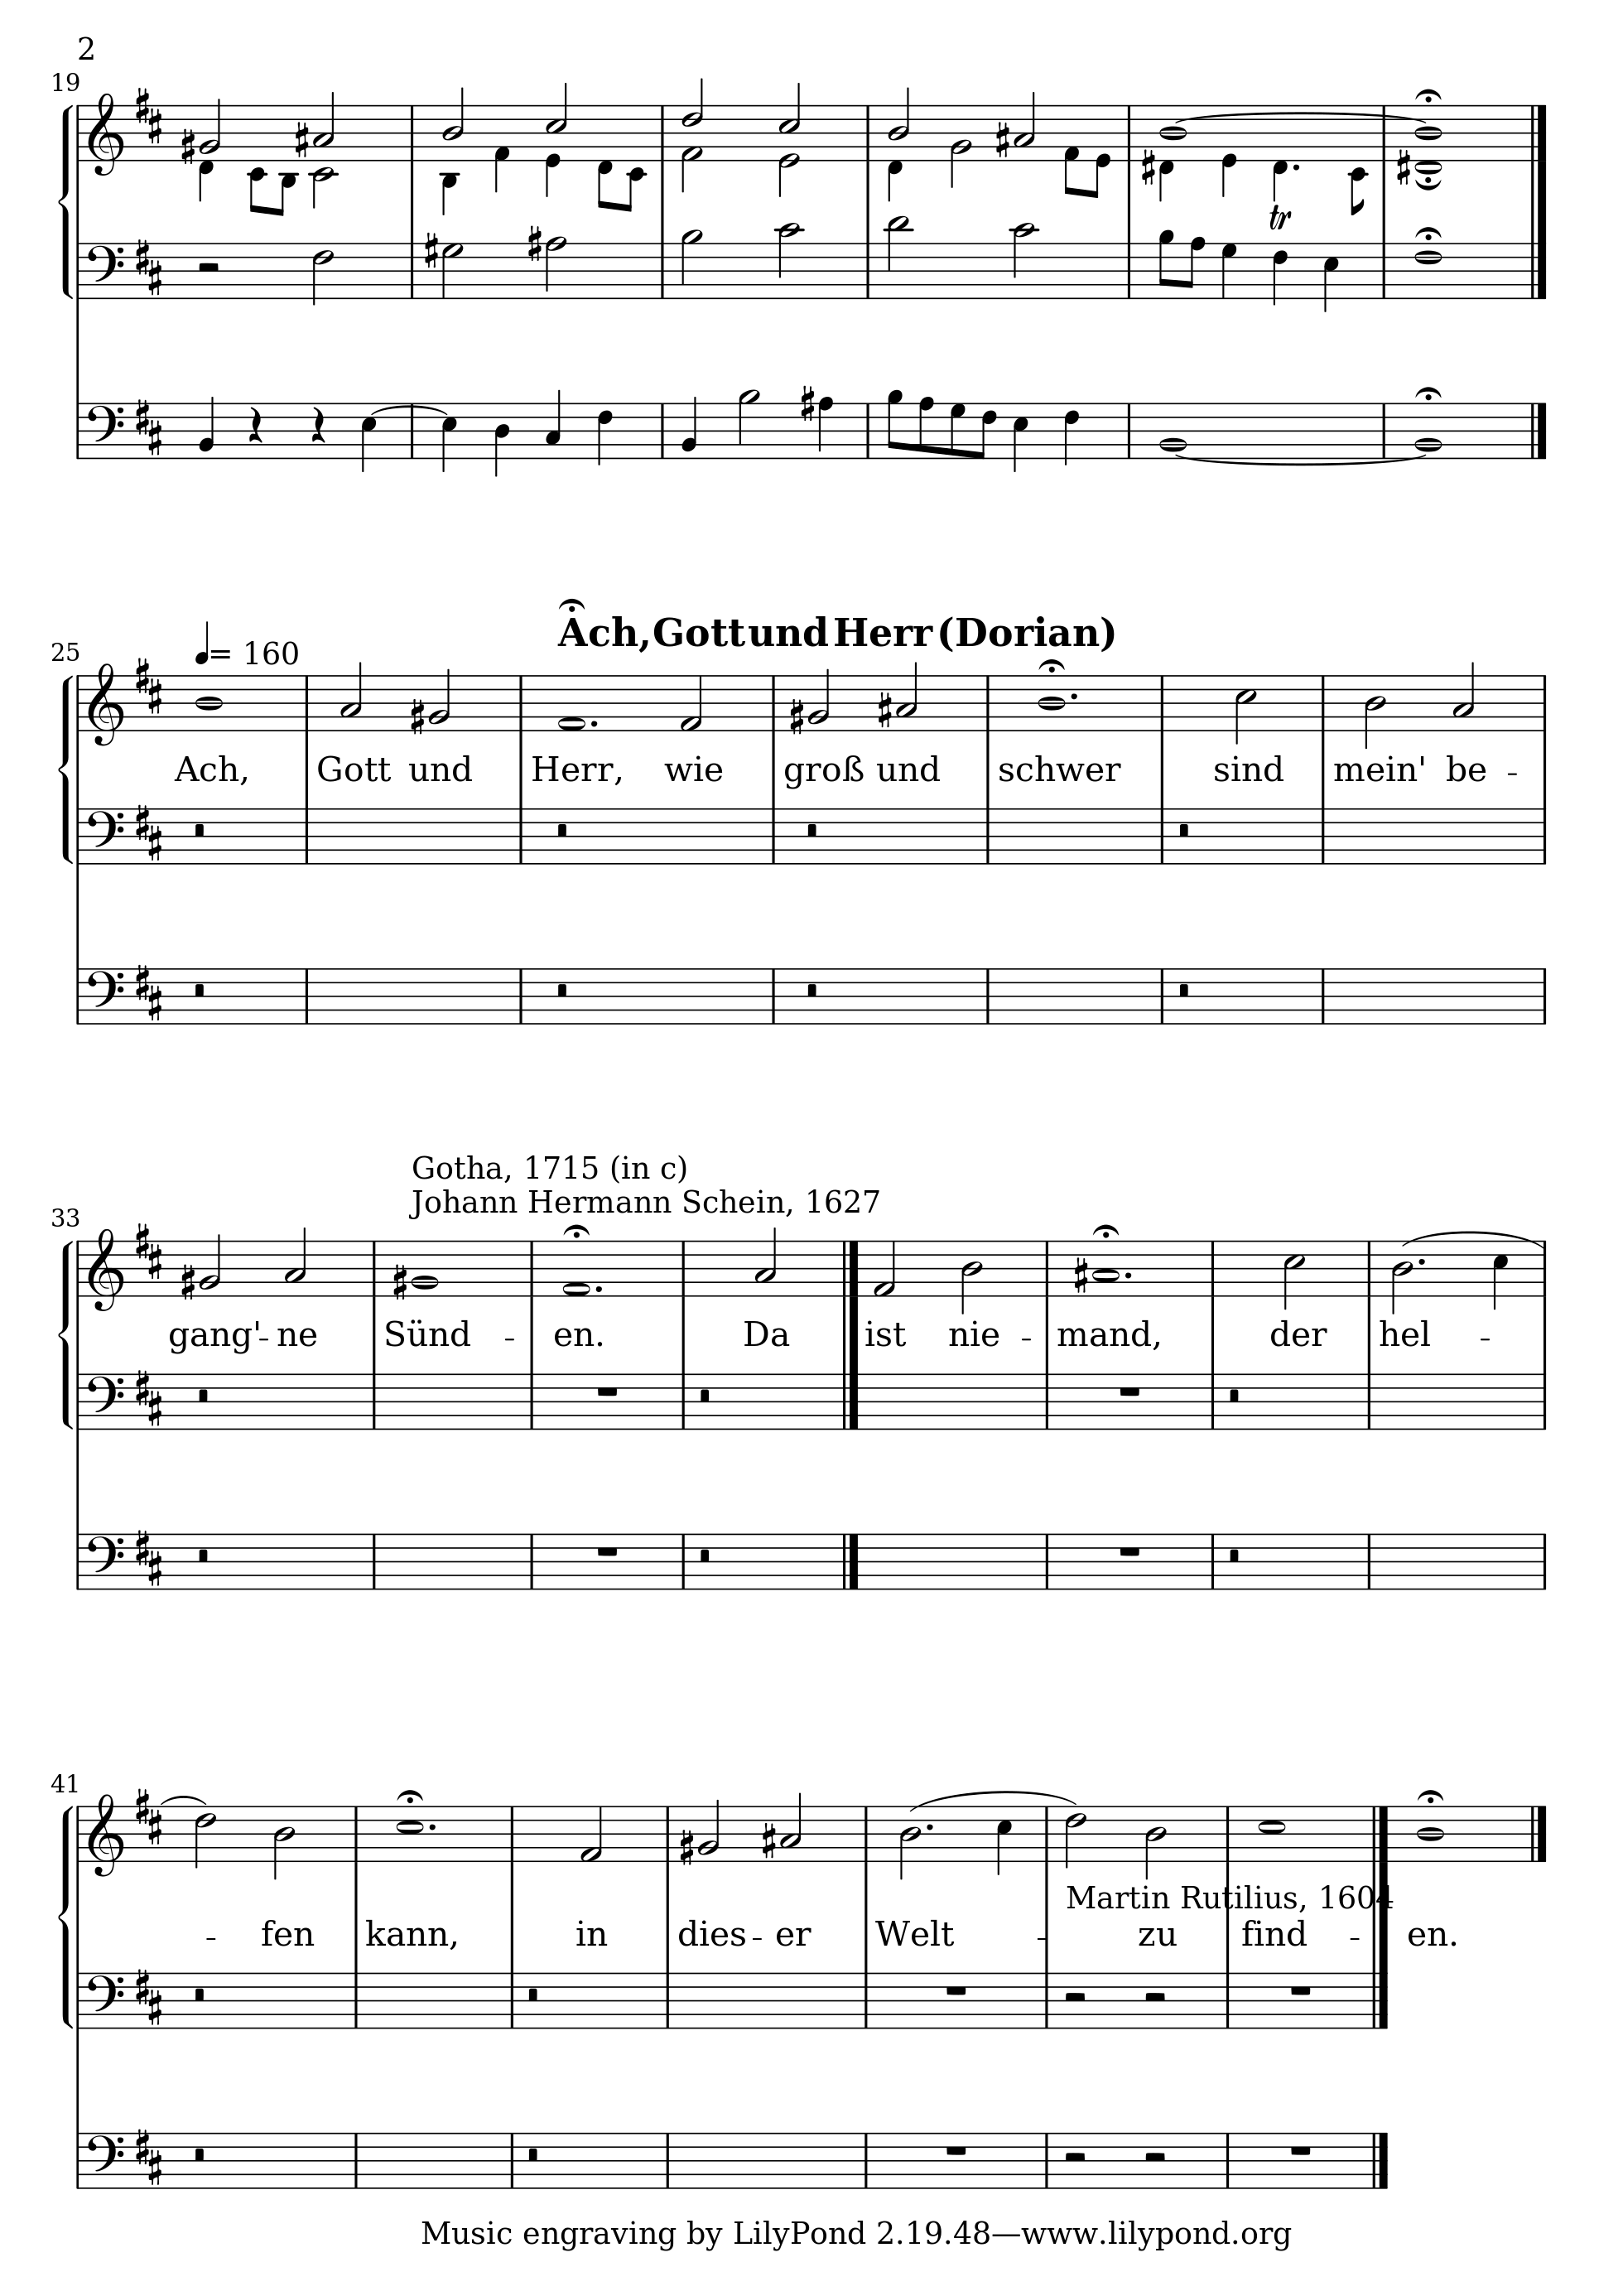 2
19
Ach, Gott und Herr (Dorian)
25
= 160
Ach, Gott und Herr, wie groß und schwer sind mein' be -
Gotha, 1715 (in c)
Johann Hermann Schein, 1627
33
gang' - ne Sünd - en. Da ist nie - mand, der hel -
41
- fen kann, in dies - er Welt - zu find - en.
Martin Rutilius, 1604
Music engraving by LilyPond 2.19.48—www.lilypond.org